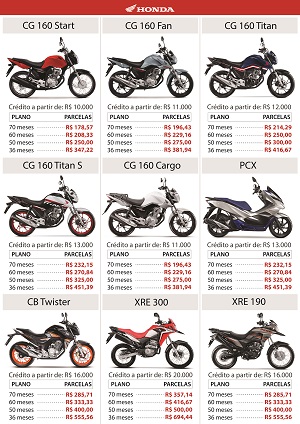 HONDA
CG 160 Start
CG 160 Fan
CG 160 Titan
Crédito a partir de: R$ 10.000
PLANO PARCELAS
70 meses R$ 178,57
60 meses R$ 208,33
50 meses R$ 250,00
36 meses R$ 347,22
Crédito a partir de: R$ 11.000
PLANO PARCELAS
70 meses R$ 196,43
60 meses R$ 229,16
50 meses R$ 275,00
36 meses R$ 381,94
Crédito a partir de: R$ 12.000
PLANO PARCELAS
70 meses R$ 214,29
60 meses R$ 250,00
50 meses R$ 300,00
36 meses R$ 416,67
CG 160 Titan S
CG 160 Cargo
PCX
Crédito a partir de: R$ 13.000
PLANO PARCELAS
70 meses R$ 232,15
60 meses R$ 270,84
50 meses R$ 325,00
36 meses R$ 451,39
Crédito a partir de: R$ 11.000
PLANO PARCELAS
70 meses R$ 196,43
60 meses R$ 229,16
50 meses R$ 275,00
36 meses R$ 381,94
Crédito a partir de: R$ 13.000
PLANO PARCELAS
70 meses R$ 232,15
60 meses R$ 270,84
50 meses R$ 325,00
36 meses R$ 451,39
CB Twister
XRE 300
XRE 190
Crédito a partir de: R$ 16.000
PLANO PARCELAS
70 meses R$ 285,71
60 meses R$ 333,33
50 meses R$ 400,00
36 meses R$ 555,56
Crédito a partir de: R$ 20.000
PLANO PARCELAS
70 meses R$ 357,14
60 meses R$ 416,67
50 meses R$ 500,00
36 meses R$ 694,44
Crédito a partir de: R$ 16.000
PLANO PARCELAS
70 meses R$ 285,71
60 meses R$ 333,33
50 meses R$ 400,00
36 meses R$ 555,56